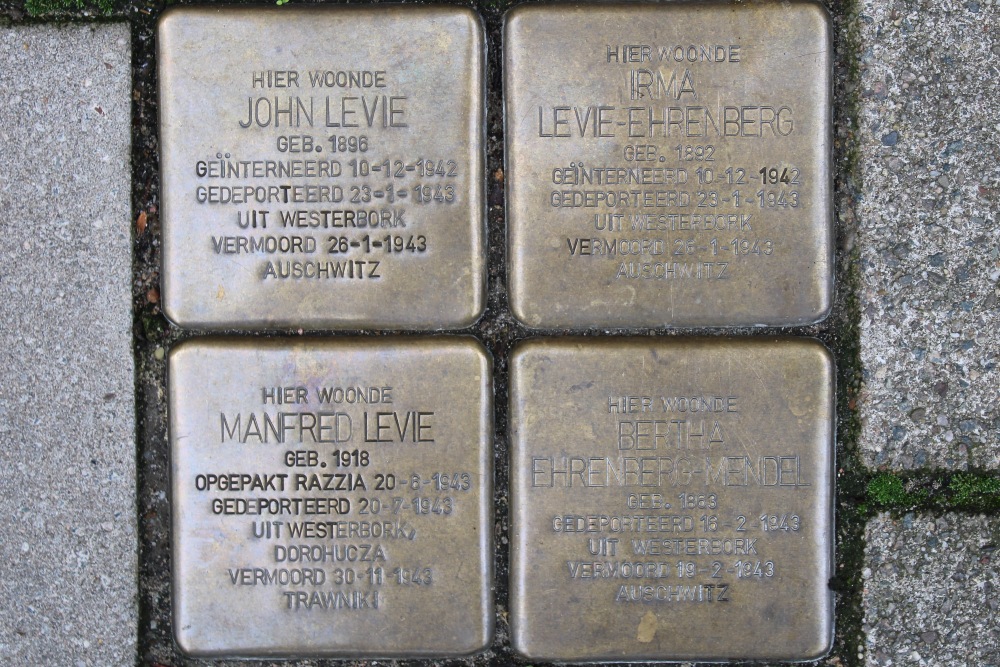 HIER WOONDE
JOHN LEVIE
GEB. 1896
GEÏNTERNEERD 10-12-1942
GEDEPORTEERD 23-1-1943
UIT WESTERBORK
VERMOORD 26-1-1943
AUSCHWITZ
HIER WOONDE
IRMA
LEVIE-EHRENBERG
GEB. 1892
GEÏNTERNEERD 10-12-1942
GEDEPORTEERD 23-1-1943
UIT WESTERBORK
VERMOORD 26-1-1943
AUSCHWITZ
HIER WOONDE
MANFRED LEVIE
GEB. 1918
OPGEPAKT RAZZIA 20-6-1943
GEDEPORTEERD 20-7-1943
UIT WESTERBORK,
DOROHUCZA
VERMOORD 30-11-1943
TRAWNIKI
HIER WOONDE
BERTHA
EHRENBERG-MENDEL
GEB. 1863
GEDEPORTEERD 16-2-1943
UIT WESTERBORK
VERMOORD 19-2-1943
AUSCHWITZ